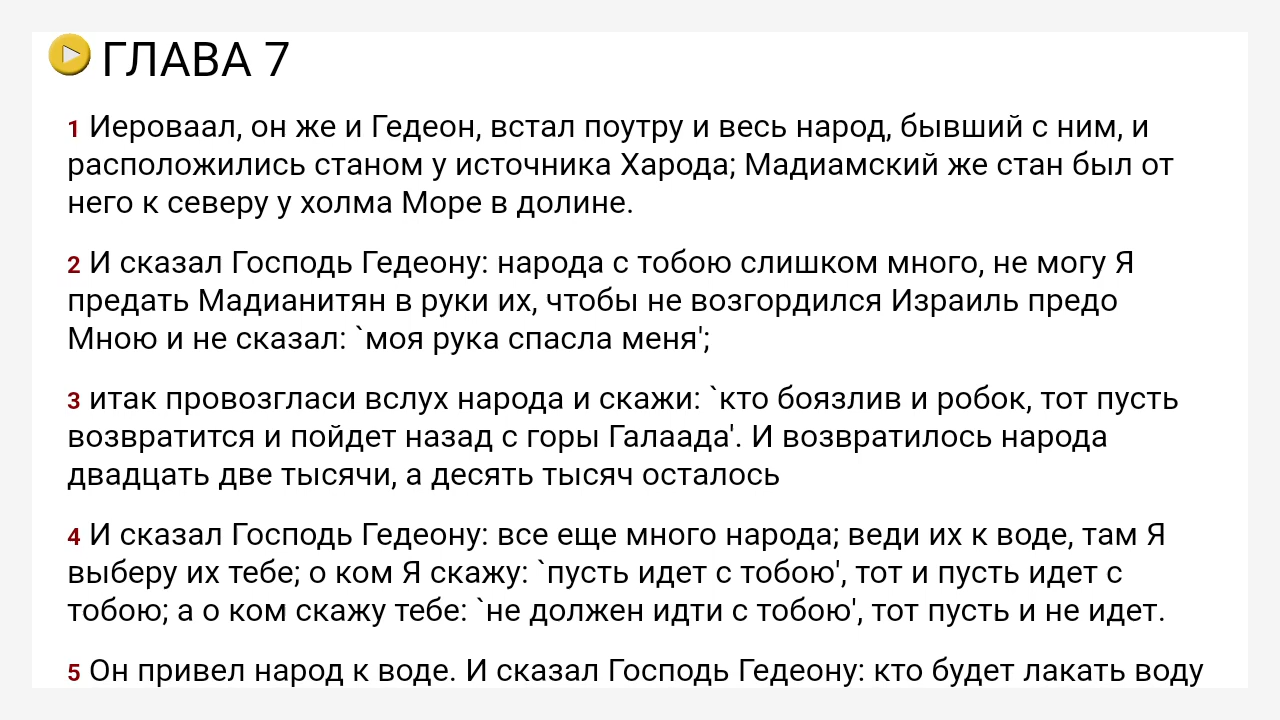 ГЛАВА 7
1 Иероваал, он же и Гедеон, встал поутру и весь народ, бывший с ним, и
расположились станом у источника Харода; Мадиамский же стан был от
него к северу у холма Море в долине.
2 И сказал Господь Гедеону: народа с тобою слишком много, не могу Я
предать Мадианитян в руки их, чтобы не возгордился Израиль предо
Мною и не сказал: `моя рука спасла меня';
3 итак провозгласи вслух народа и скажи: `кто боязлив и робок, тот пусть
возвратится и пойдет назад с горы Галаада'. И возвратилось народа
двадцать две тысячи, а десять тысяч осталось
4 И сказал Господь Гедеону: все еще много народа; веди их к воде, там Я
выберу их тебе; о ком Я скажу: `пусть идет с тобою', тот и пусть идет с
тобою; а о ком скажу тебе: `не должен идти с тобою', тот пусть и не идет.
5 Он привел народ к воде. И сказал Господь Гедеону: кто будет лакать воду